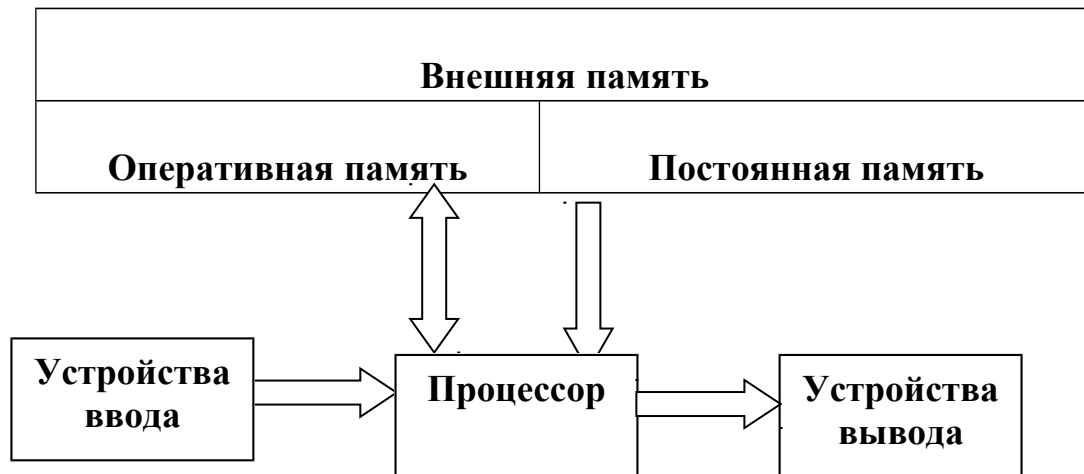 Внешняя память
Оперативная память
Постоянная память
Устройства
ввода
Процессор
Устройства
вывода